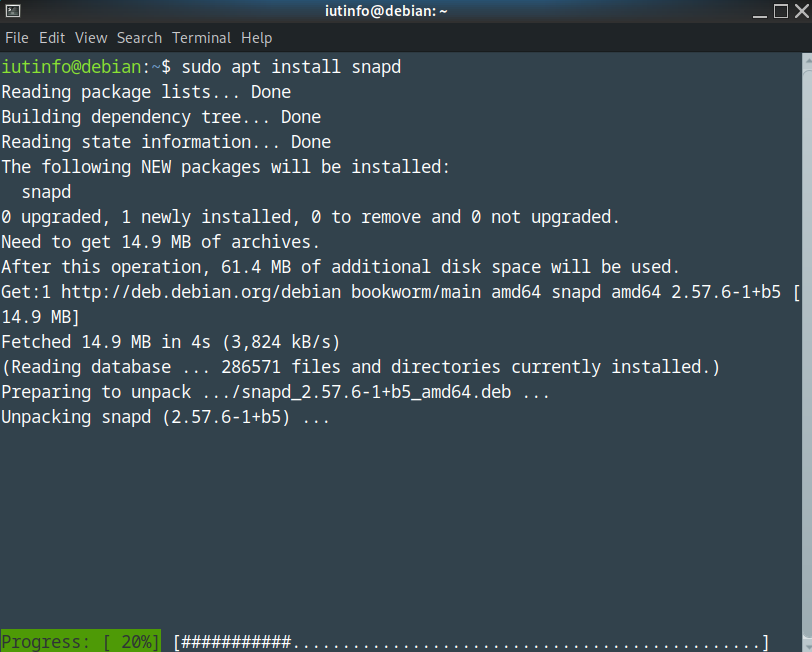 iutinfo@debian: ~
File Edit View Search Terminal Help
iutinfo@debian:~$ sudo apt install snapd
Reading package lists... Done
Building dependency tree... Done
Reading state information... Done
The following NEW packages will be installed:
  snapd
0 upgraded, 1 newly installed, 0 to remove and 0 not upgraded.
Need to get 14.9 MB of archives.
After this operation, 61.4 MB of additional disk space will be used.
Get:1 http://deb.debian.org/debian bookworm/main amd64 snapd amd64 2.57.6-1+b5 [
14.9 MB]
Fetched 14.9 MB in 4s (3,824 kB/s)
(Reading database ... 286571 files and directories currently installed.)
Preparing to unpack .../snapd_2.57.6-1+b5_amd64.deb ...
Unpacking snapd (2.57.6-1+b5) ...
Progress: [ 20%] [###########...............................................]